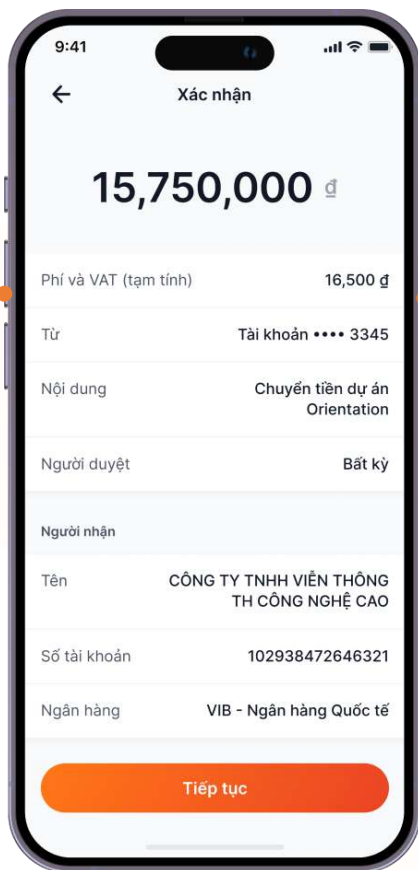 9:41
Xác nhận
15,750,000 ₫
Phí và VAT (tạm tính) 16,500 ₫
Từ Tài khoản •••• 3345
Nội dung Chuyển tiền dự án
Orientation
Người duyệt Bất kỳ
Người nhận
Tên CÔNG TY TNHH VIỄN THÔNG
TH CÔNG NGHỆ CAO
Số tài khoản 102938472646321
Ngân hàng VIB - Ngân hàng Quốc tế
Tiếp tục